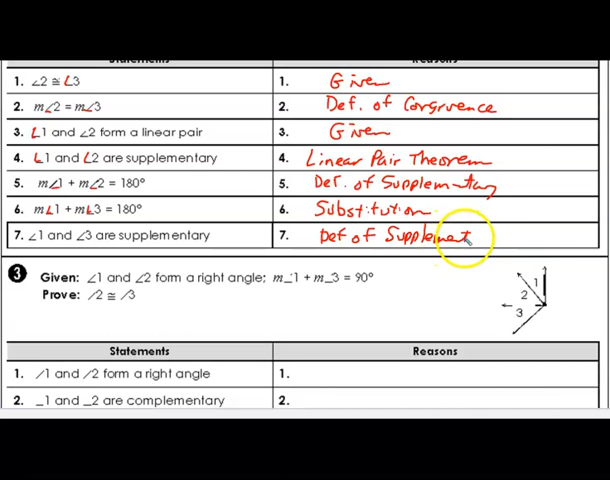 Statements Reasons
1. ∠2 ≅ ∠3 1. Given
2. m∠2 = m∠3 2. Def. of Congruence
3. ∠1 and ∠2 form a linear pair 3. Given
4. ∠1 and ∠2 are supplementary 4. Linear Pair Theorem
5. m∠1 + m∠2 = 180° 5. Def. of Supplementary
6. m∠1 + m∠3 = 180° 6. Substitution
7. ∠1 and ∠3 are supplementary 7. Def of Supplement
3 Given: ∠1 and ∠2 form a right angle; m∠1 + m∠3 = 90°
Prove: ∠2 ≅ ∠3
1
2
3
Statements Reasons
1. ∠1 and ∠2 form a right angle 1.
2. ∠1 and ∠2 are complementary 2.